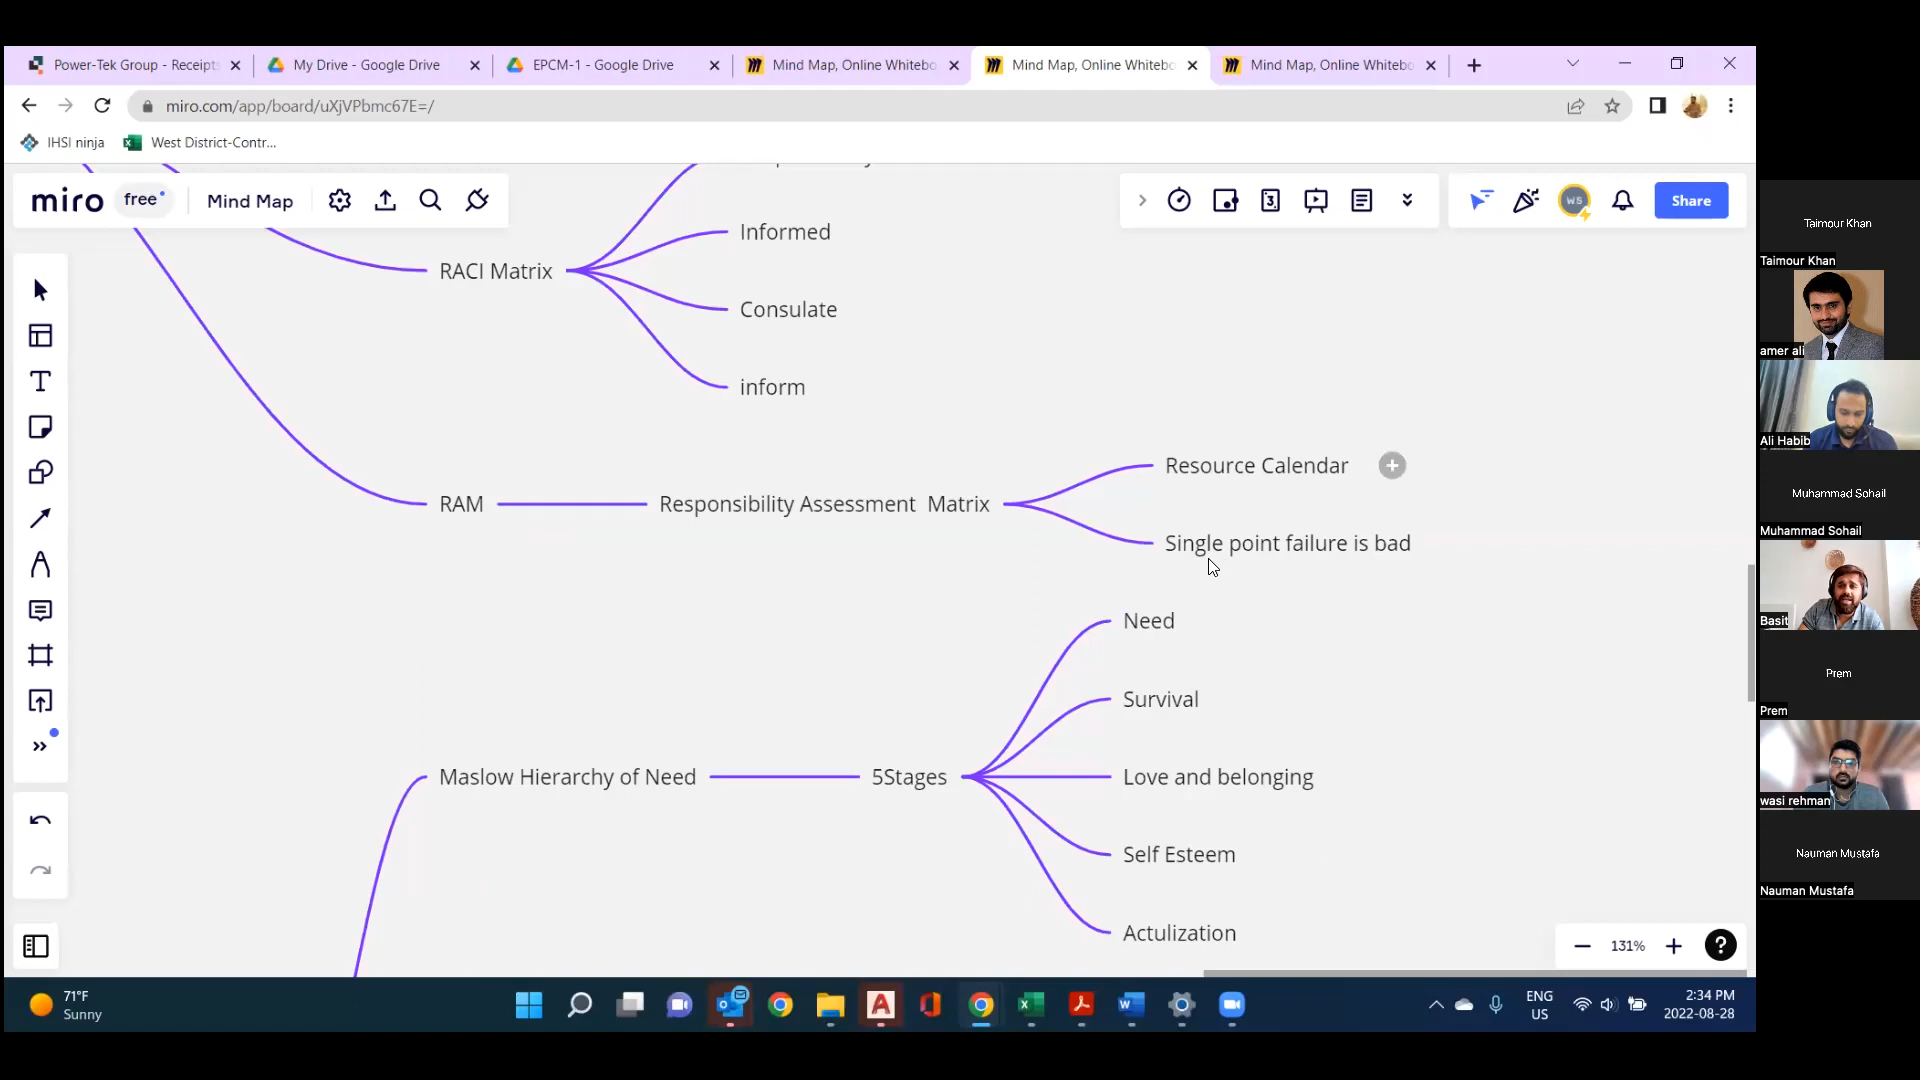 Power-Tek Group - Receipts
My Drive - Google Drive
EPCM-1 - Google Drive
Mind Map, Online Whitebo
Mind Map, Online Whitebo
Mind Map, Online Whitebo
miro.com/app/board/uXjVPbmc67E=/
IHSI ninja
West District-Contr...
miro
free
Mind Map
3
WS
Share
Informed
RACI Matrix
Consulate
inform
Resource Calendar
RAM
Responsibility Assessment Matrix
Single point failure is bad
Need
Survival
Maslow Hierarchy of Need
5Stages
Love and belonging
Self Esteem
Actulization
131%
Taimour Khan
Taimour Khan
amer ali
Ali Habib
Muhammad Sohail
Muhammad Sohail
Basit
Prem
Prem
wasi rehman
Nauman Mustafa
Nauman Mustafa
71°F
Sunny
ENG
US
2:34 PM
2022-08-28